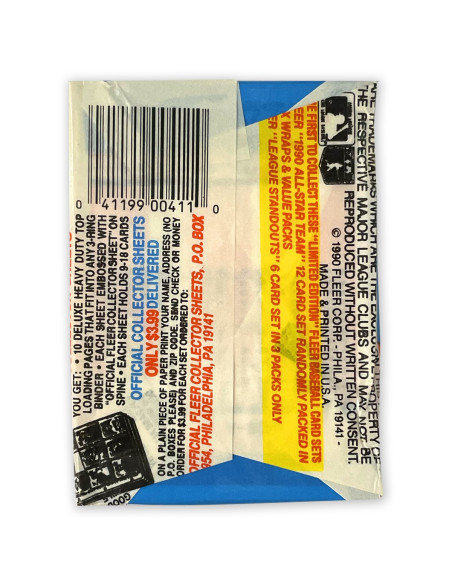 0 41199 00411 0
YOU GET: • 10 DELUXE HEAVY DUTY TOP
LOADING PAGES THAT FIT INTO ANY 3-RING
BINDER • EACH SHEET EMBOSSED WITH
"OFFICIAL FLEER COLLECTORS SHEET" ON
SPINE • EACH SHEET HOLDS 9-18 CARDS
OFFICIAL COLLECTOR SHEETS
ONLY $3.99 DELIVERED
ON A PLAIN PIECE OF PAPER PRINT YOUR NAME, ADDRESS (NO
P.O. BOXES PLEASE) AND ZIP CODE. SEND CHECK OR MONEY
ORDER FOR $3.99 FOR EACH SET ORDERED TO:
OFFICIAL FLEER COLLECTOR SHEETS, P.O. BOX
954, PHILADELPHIA, PA 19141
E FIRST TO COLLECT THESE "LIMITED EDITION" FLEER BASEBALL CARD SETS
EER "1990 ALL-STAR TEAM" 12 CARD SET RANDOMLY PACKED IN
X WRAPS & VALUE PACKS
ER "LEAGUE STANDOUTS" 6 CARD SET IN 3 PACKS ONLY
ARE TRADEMARKS WHICH ARE THE EXCLUSIVE PROPERTY OF
THE RESPECTIVE MAJOR LEAGUE CLUBS AND MAY NOT BE
REPRODUCED WITHOUT THEIR WRITTEN CONSENT.
© 1990 FLEER CORP., PHILA., PA 19141 -
MADE & PRINTED IN U.S.A.